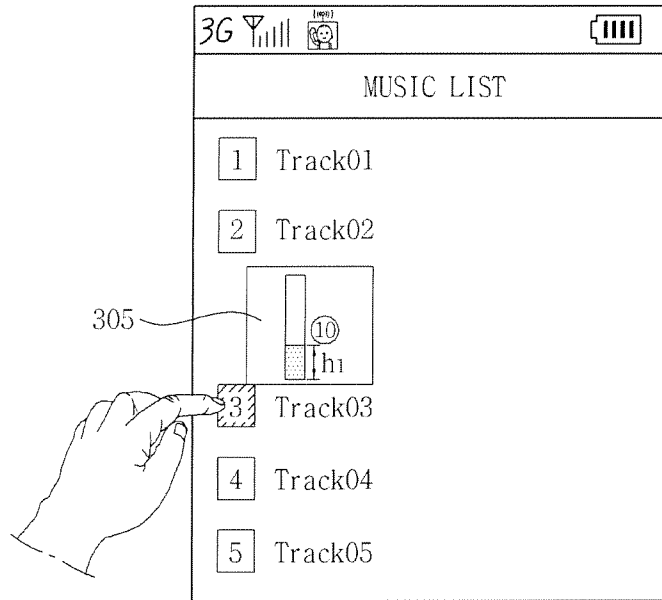 3G
MUSIC LIST
1 Track01
2 Track02
305
10
h1
3 Track03
4 Track04
5 Track05